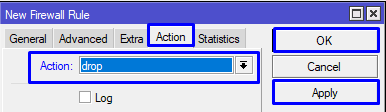 New Firewall Rule
General Advanced Extra Action Statistics
OK
Action: drop
Cancel
Log
Apply